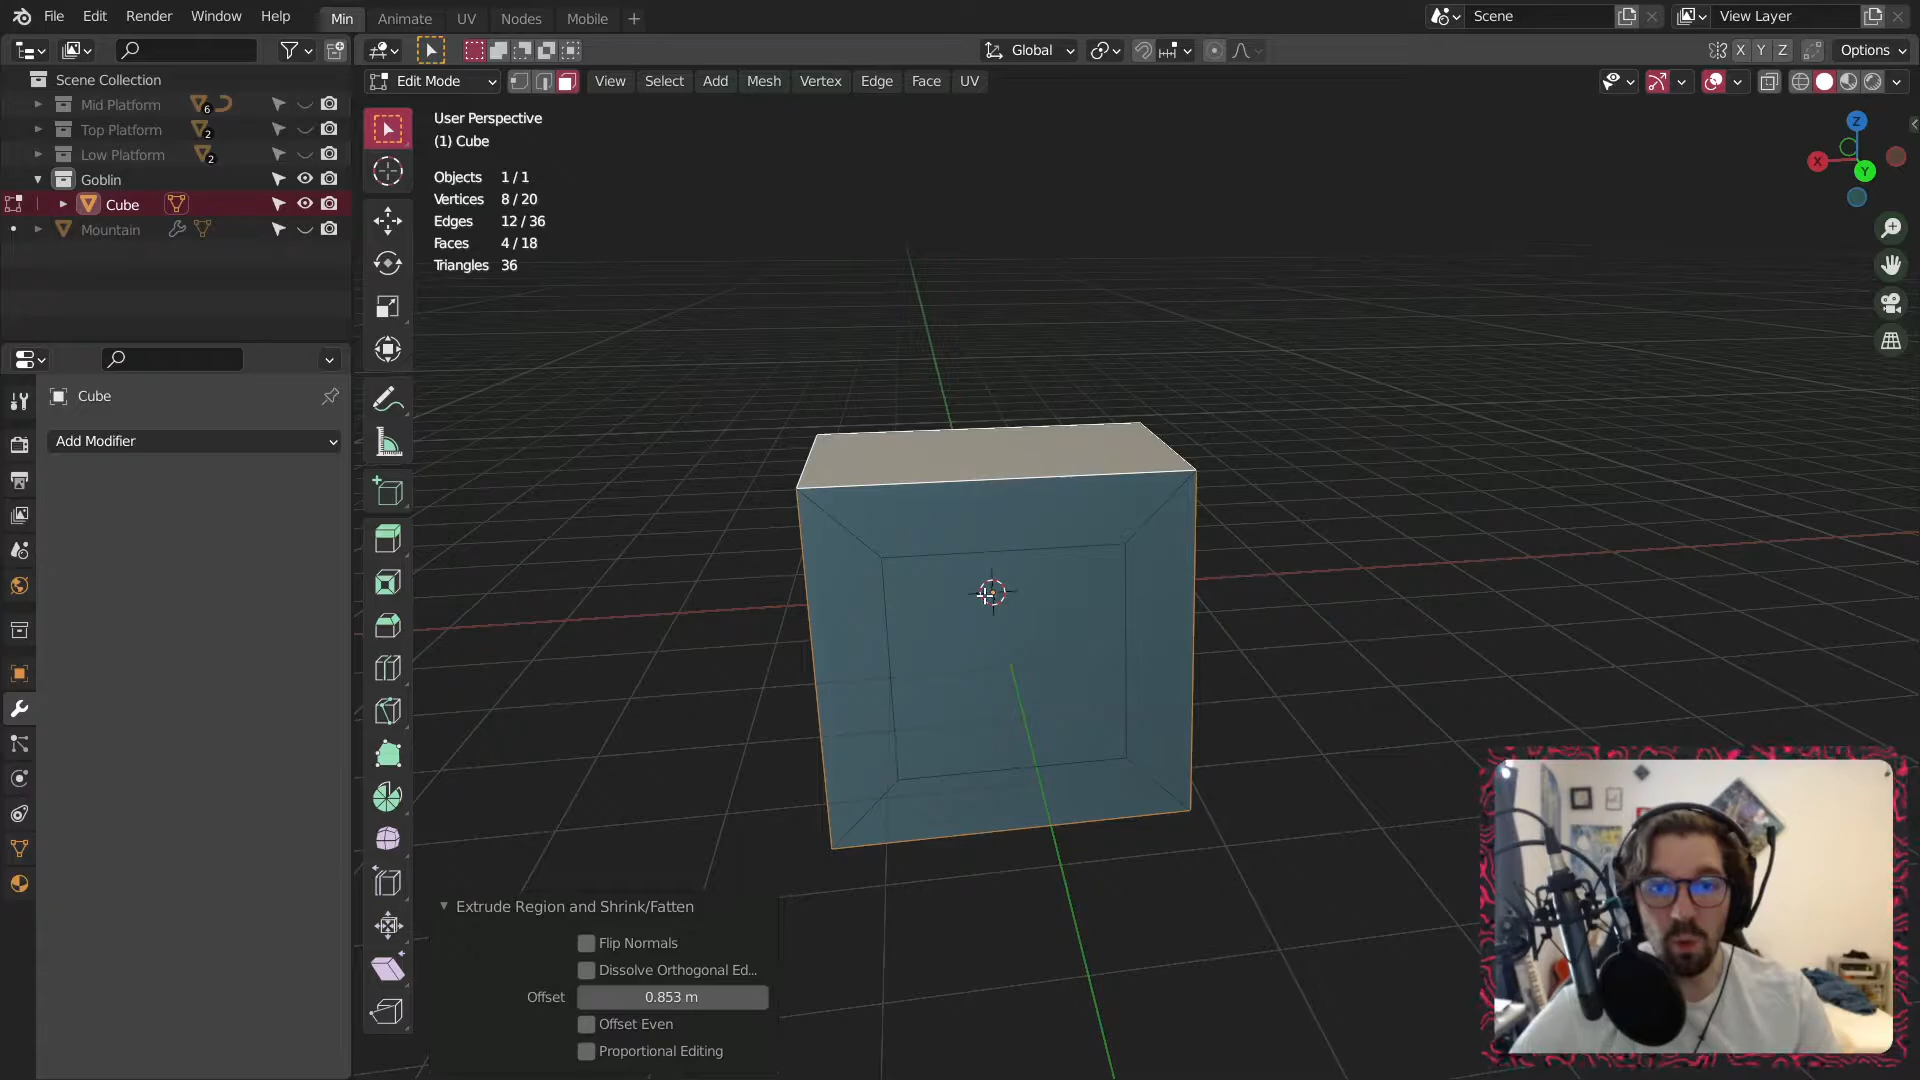 File Edit Render Window Help Min Animate UV Nodes Mobile Scene View Layer
Global X Y Z Options
Edit Mode View Select Add Mesh Vertex Edge Face UV
Scene Collection
Mid Platform 6
Top Platform 2
Low Platform 2
Goblin
Cube
Mountain
Cube
Add Modifier
User Perspective
(1) Cube
Objects 1 / 1
Vertices 8 / 20
Edges 12 / 36
Faces 4 / 18
Triangles 36
Z
X
Y
Extrude Region and Shrink/Fatten
Flip Normals
Dissolve Orthogonal Ed...
Offset 0.853 m
Offset Even
Proportional Editing